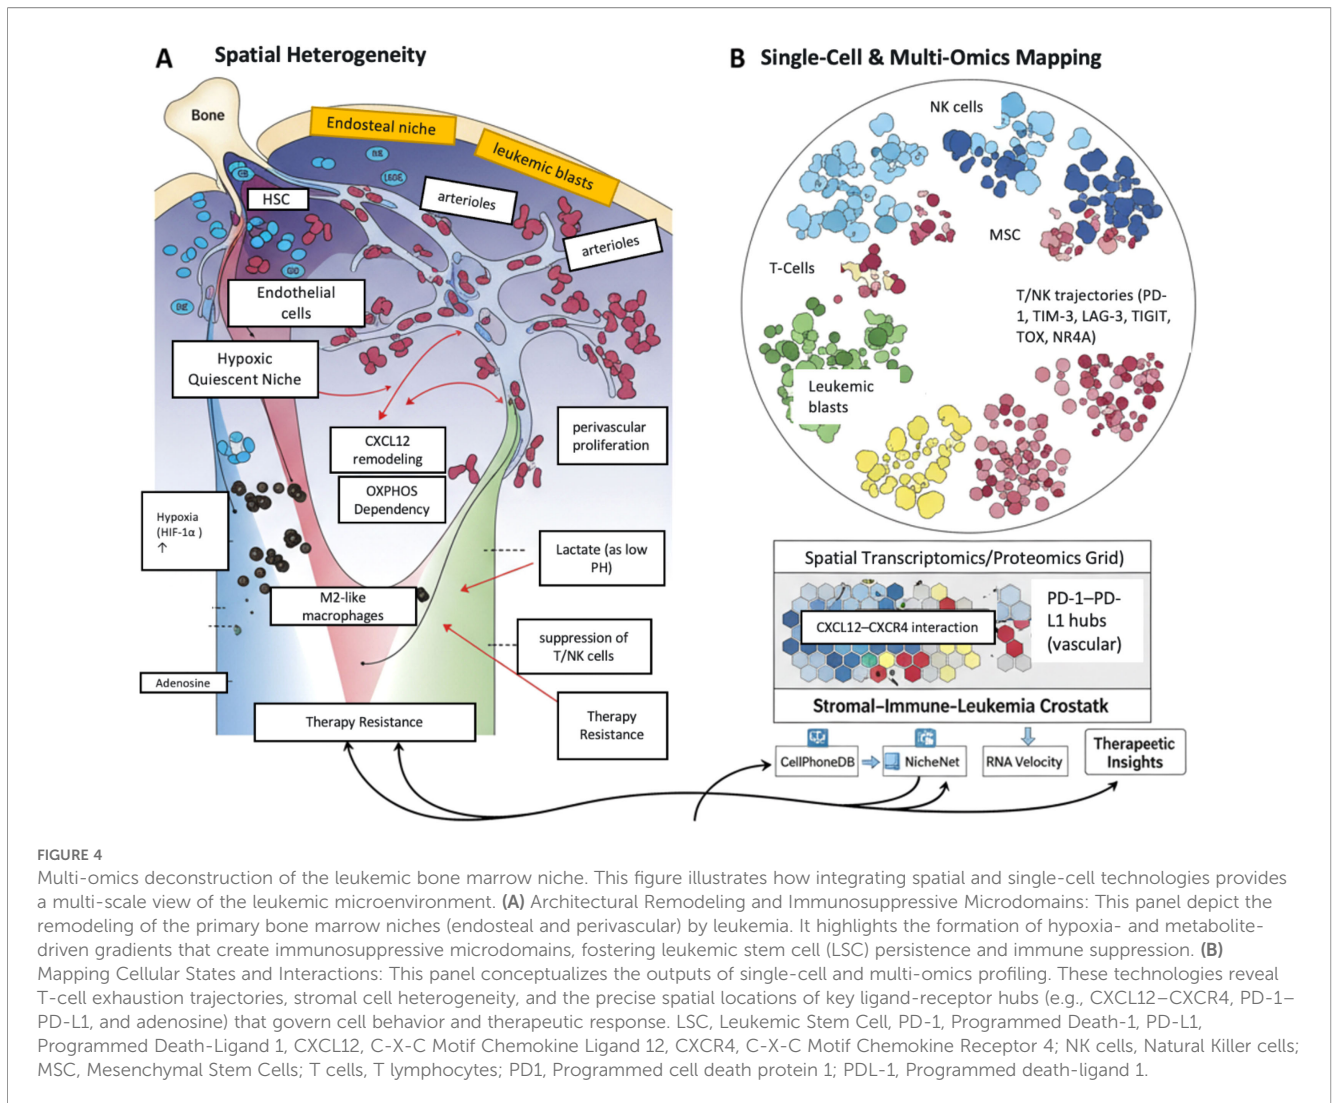 A Spatial Heterogeneity
Bone
Endosteal niche
leukemic blasts
HSC
arterioles
arterioles
Endothelial
cells
Hypoxic
Quiescent Niche
CXCL12
remodeling
OXPHOS
Dependency
perivascular
proliferation
Hypoxia
(HIF-1α )
↑
Lactate (as low
PH)
M2-like
macrophages
suppression of
T/NK cells
Adenosine
Therapy Resistance
Therapy
Resistance
B Single-Cell & Multi-Omics Mapping
NK cells
MSC
T-Cells
T/NK trajectories (PD-
1, TIM-3, LAG-3, TIGIT,
TOX, NR4A)
Leukemic
blasts
Spatial Transcriptomics/Proteomics Grid)
CXCL12–CXCR4 interaction
PD-1–PD-
L1 hubs
(vascular)
Stromal–Immune–Leukemia Crostatk
CellPhoneDB
NicheNet
RNA Velocity
Therapeetic
Insights
FIGURE 4
Multi-omics deconstruction of the leukemic bone marrow niche. This figure illustrates how integrating spatial and single-cell technologies provides
a multi-scale view of the leukemic microenvironment. (A) Architectural Remodeling and Immunosuppressive Microdomains: This panel depict the
remodeling of the primary bone marrow niches (endosteal and perivascular) by leukemia. It highlights the formation of hypoxia- and metabolite-
driven gradients that create immunosuppressive microdomains, fostering leukemic stem cell (LSC) persistence and immune suppression. (B)
Mapping Cellular States and Interactions: This panel conceptualizes the outputs of single-cell and multi-omics profiling. These technologies reveal
T-cell exhaustion trajectories, stromal cell heterogeneity, and the precise spatial locations of key ligand-receptor hubs (e.g., CXCL12–CXCR4, PD-1–
PD-L1, and adenosine) that govern cell behavior and therapeutic response. LSC, Leukemic Stem Cell, PD-1, Programmed Death-1, PD-L1,
Programmed Death-Ligand 1, CXCL12, C-X-C Motif Chemokine Ligand 12, CXCR4, C-X-C Motif Chemokine Receptor 4; NK cells, Natural Killer cells;
MSC, Mesenchymal Stem Cells; T cells, T lymphocytes; PD1, Programmed cell death protein 1; PDL-1, Programmed death-ligand 1.